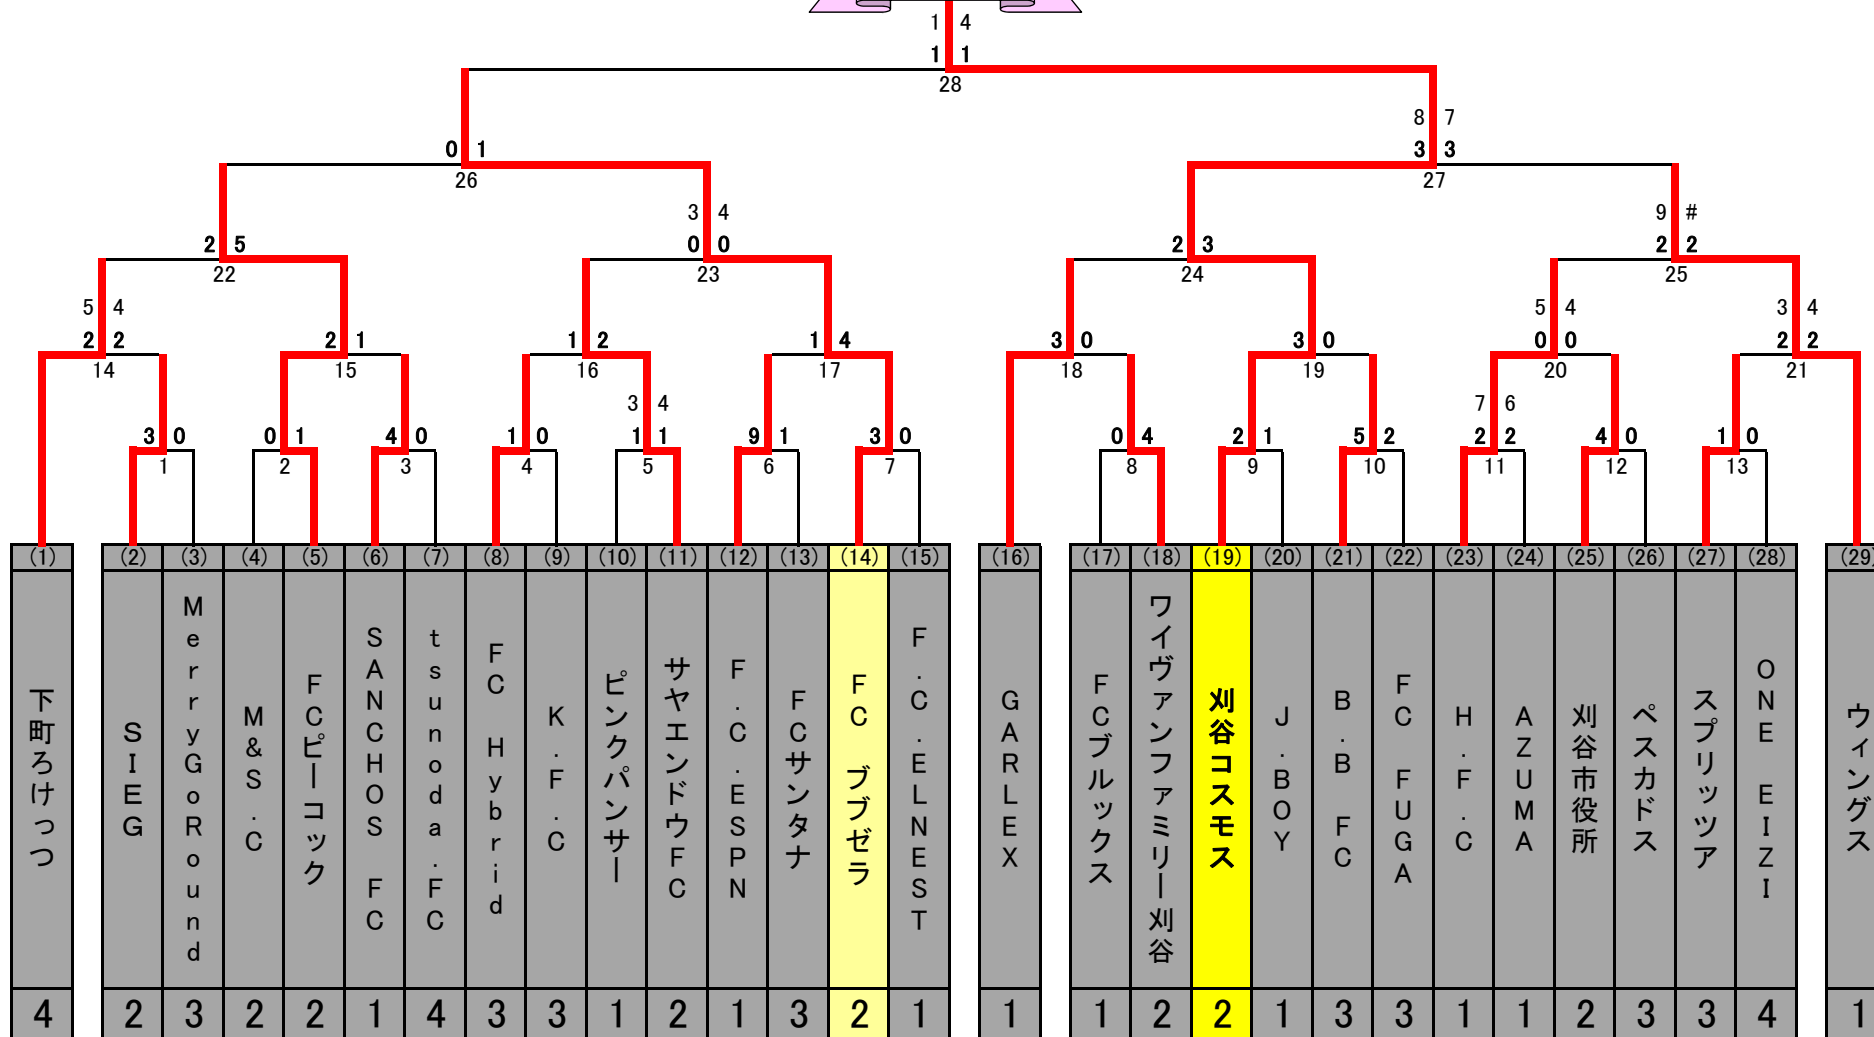 1 4
1 1
28
8 7
0 1 3 3
26 27
3 4 9 #
2 5 0 0 2 3 2 2
22 23 24 25
5 4 5 4 3 4
2 2 2 1 1 2 1 4 3 0 3 0 0 0 2 2
14 15 16 17 18 19 20 21
3 4 7 6
3 0 0 1 4 0 1 0 1 1 9 1 3 0 0 4 2 1 5 2 2 2 4 0 1 0
1 2 3 4 5 6 7 8 9 10 11 12 13
(1) (2) (3) (4) (5) (6) (7) (8) (9) (10) (11) (12) (13) (14) (15) (16) (17) (18) (19) (20) (21) (22) (23) (24) (25) (26) (27) (28) (29)
下町ろけっつ
SIEG
MerryGoRound
M&S.C
FCピーコック
SANCHOS FC
tsunoda.FC
FC Hybrid
K.F.C
ピンクパンサー
サヤエンドウFC
F.C.ESPN
FCサンタナ
FC ブブゼラ
F.C.ELNEST
GARLEX
FCブルックス
ワイヴァンファミリー刈谷
刈谷コスモス
J.BOY
B.B FC
FC FUGA
H.F.C
AZUMA
刈谷市役所
ペスカドス
スプリッツア
ONE EIZI
ウィングス
4 2 3 2 2 1 4 3 3 1 2 1 3 2 1 1 1 2 2 1 3 3 1 1 2 3 3 4 1